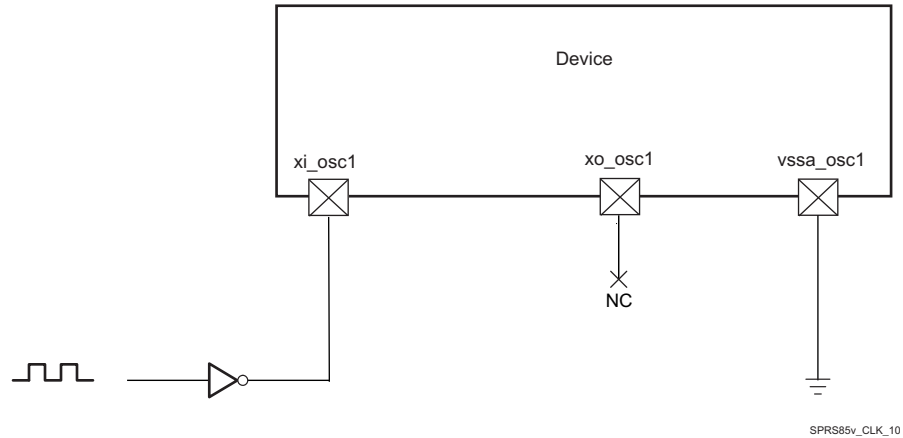 Device
xi_osc1
xo_osc1
vssa_osc1
NC
SPRS85v_CLK_10